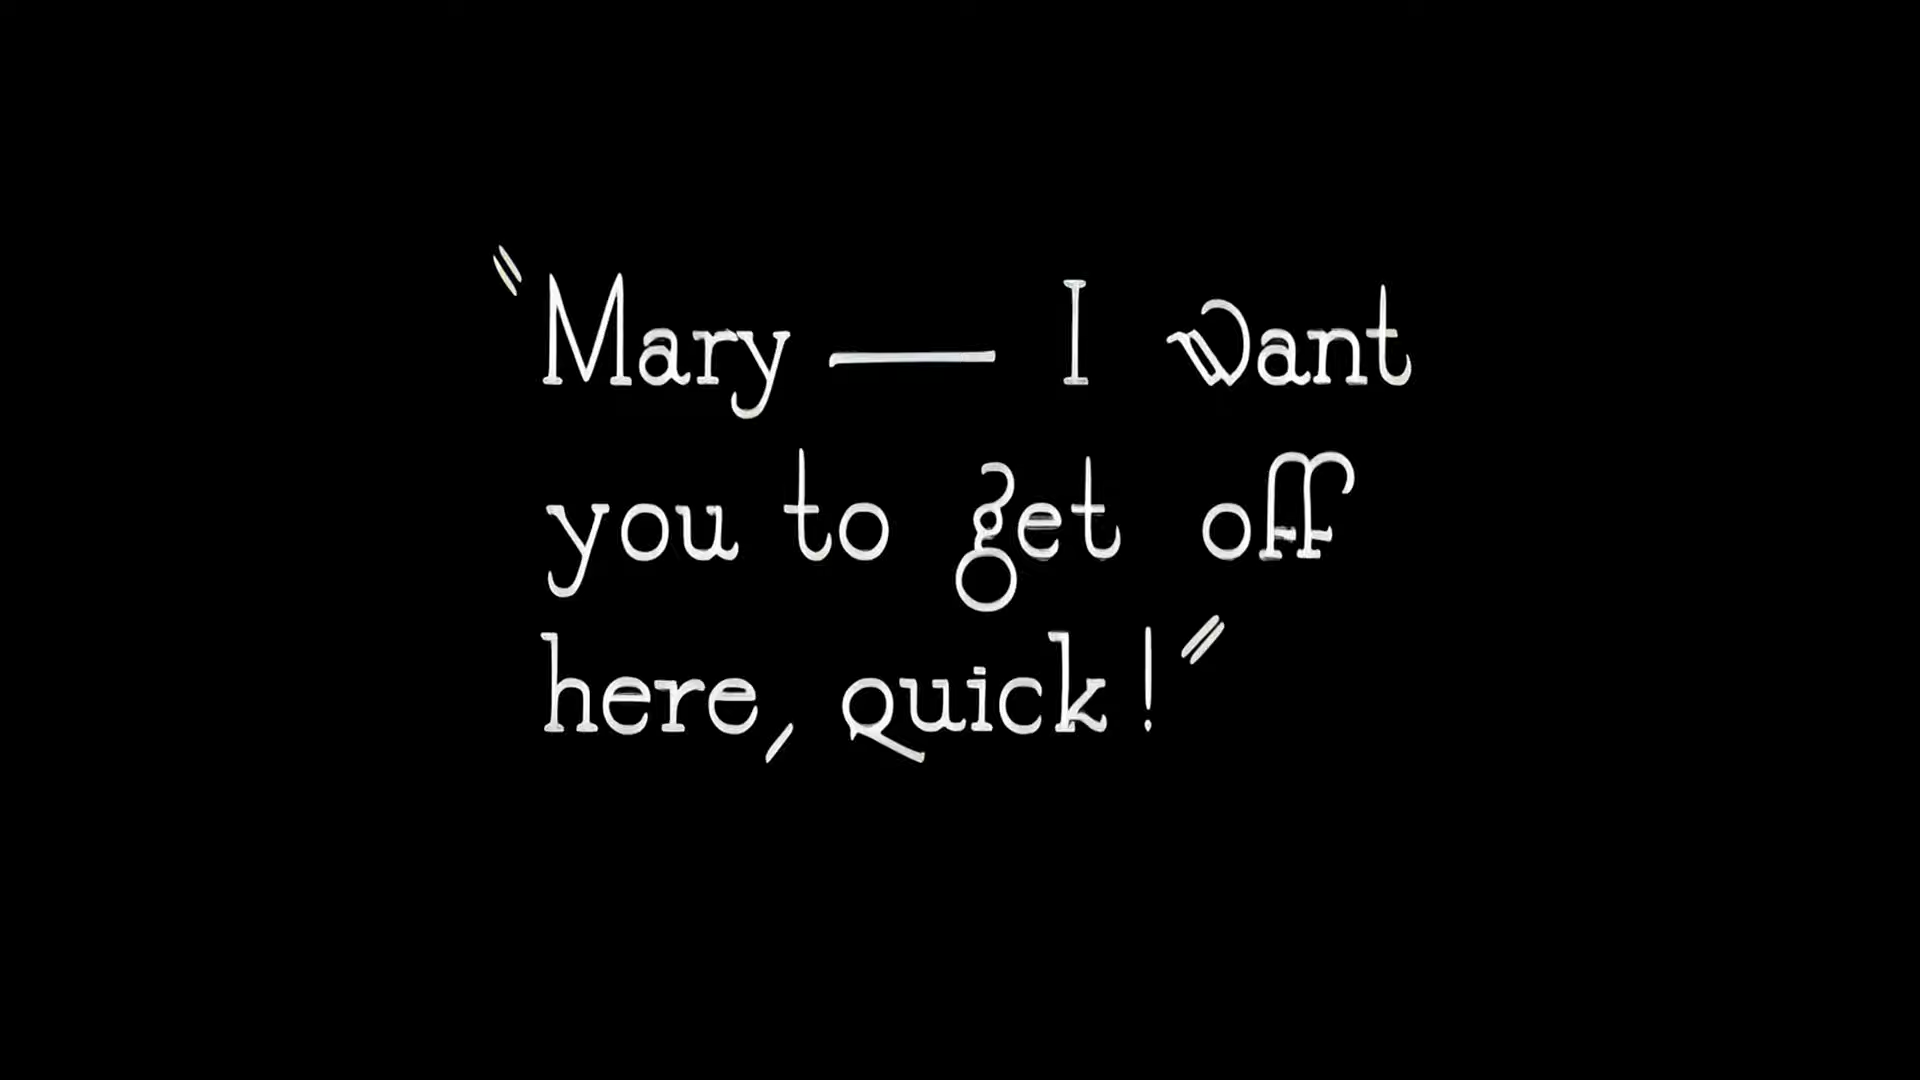 "Mary — I want
you to get off
here, quick!"